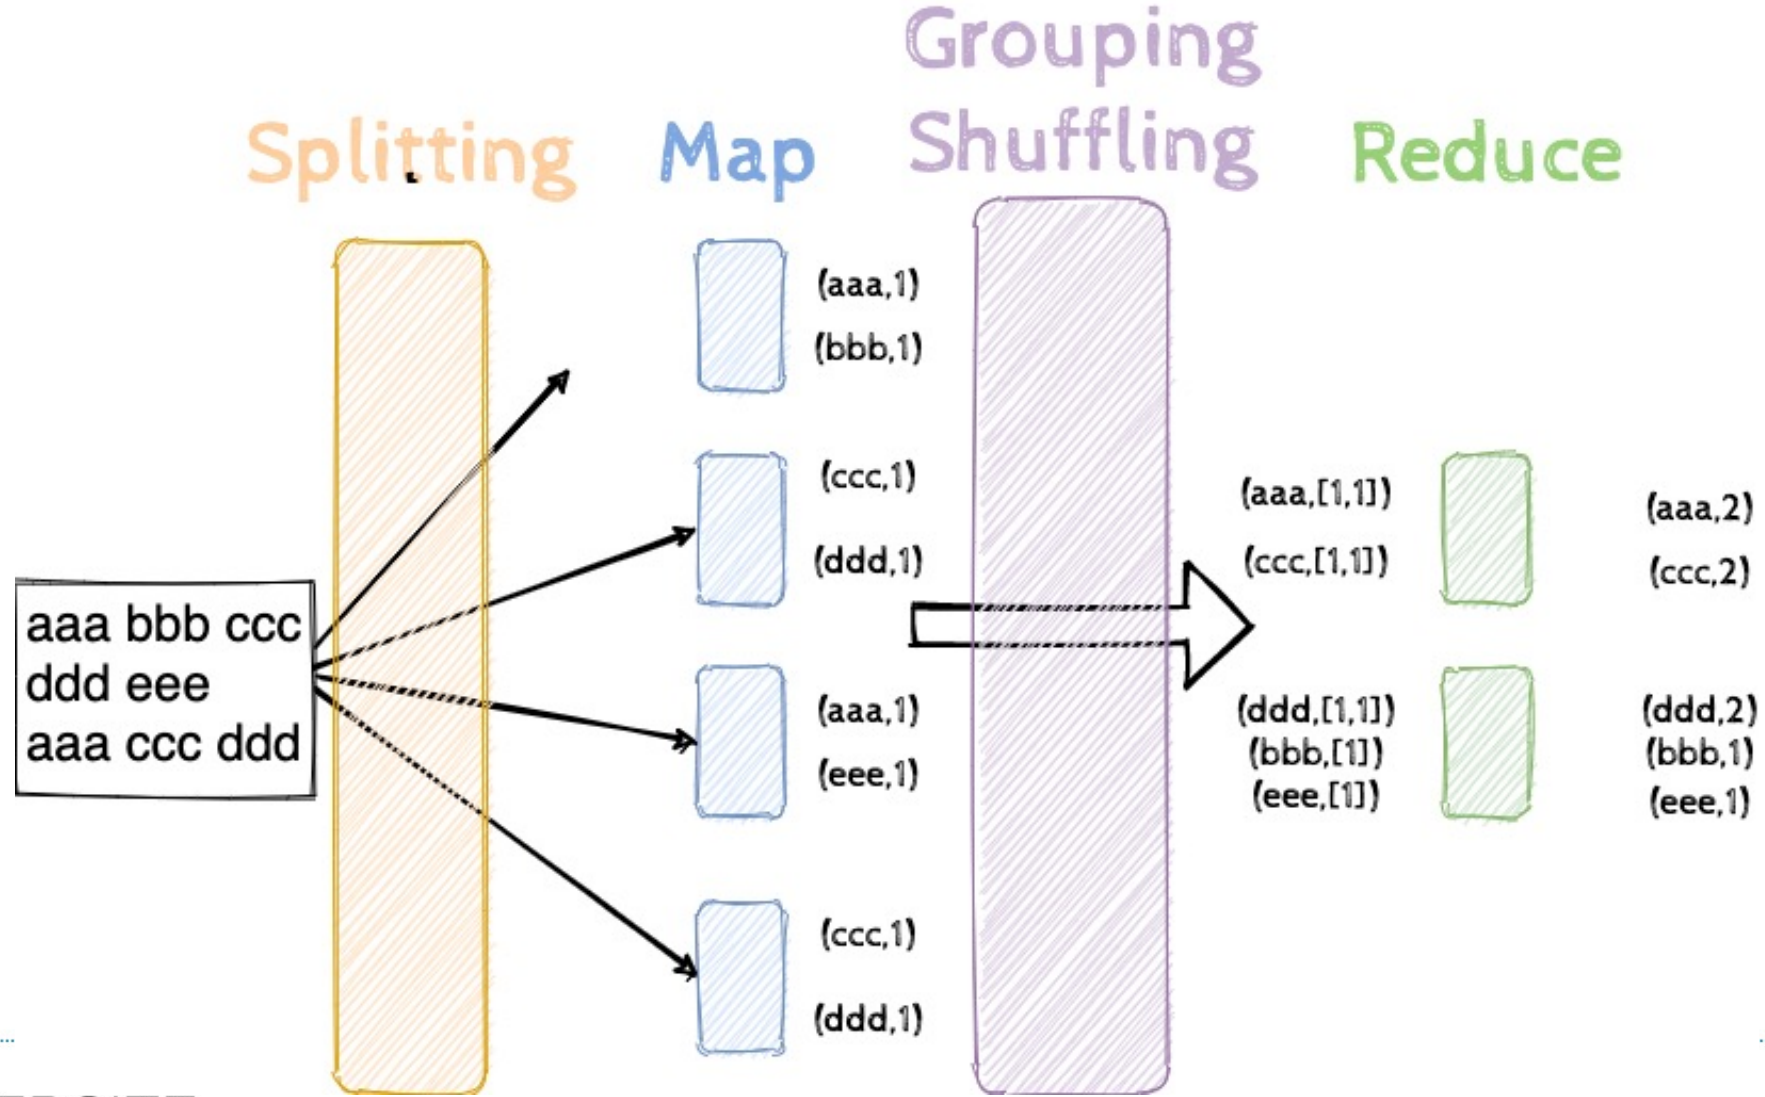 Splitting
Map
Grouping
Shuffling
Reduce
aaa bbb ccc
ddd eee
aaa ccc ddd
(aaa,1)
(bbb,1)
(ccc,1)
(ddd,1)
(aaa,1)
(eee,1)
(ccc,1)
(ddd,1)
(aaa,[1,1])
(ccc,[1,1])
(ddd,[1,1])
(bbb,[1])
(eee,[1])
(aaa,2)
(ccc,2)
(ddd,2)
(bbb,1)
(eee,1)